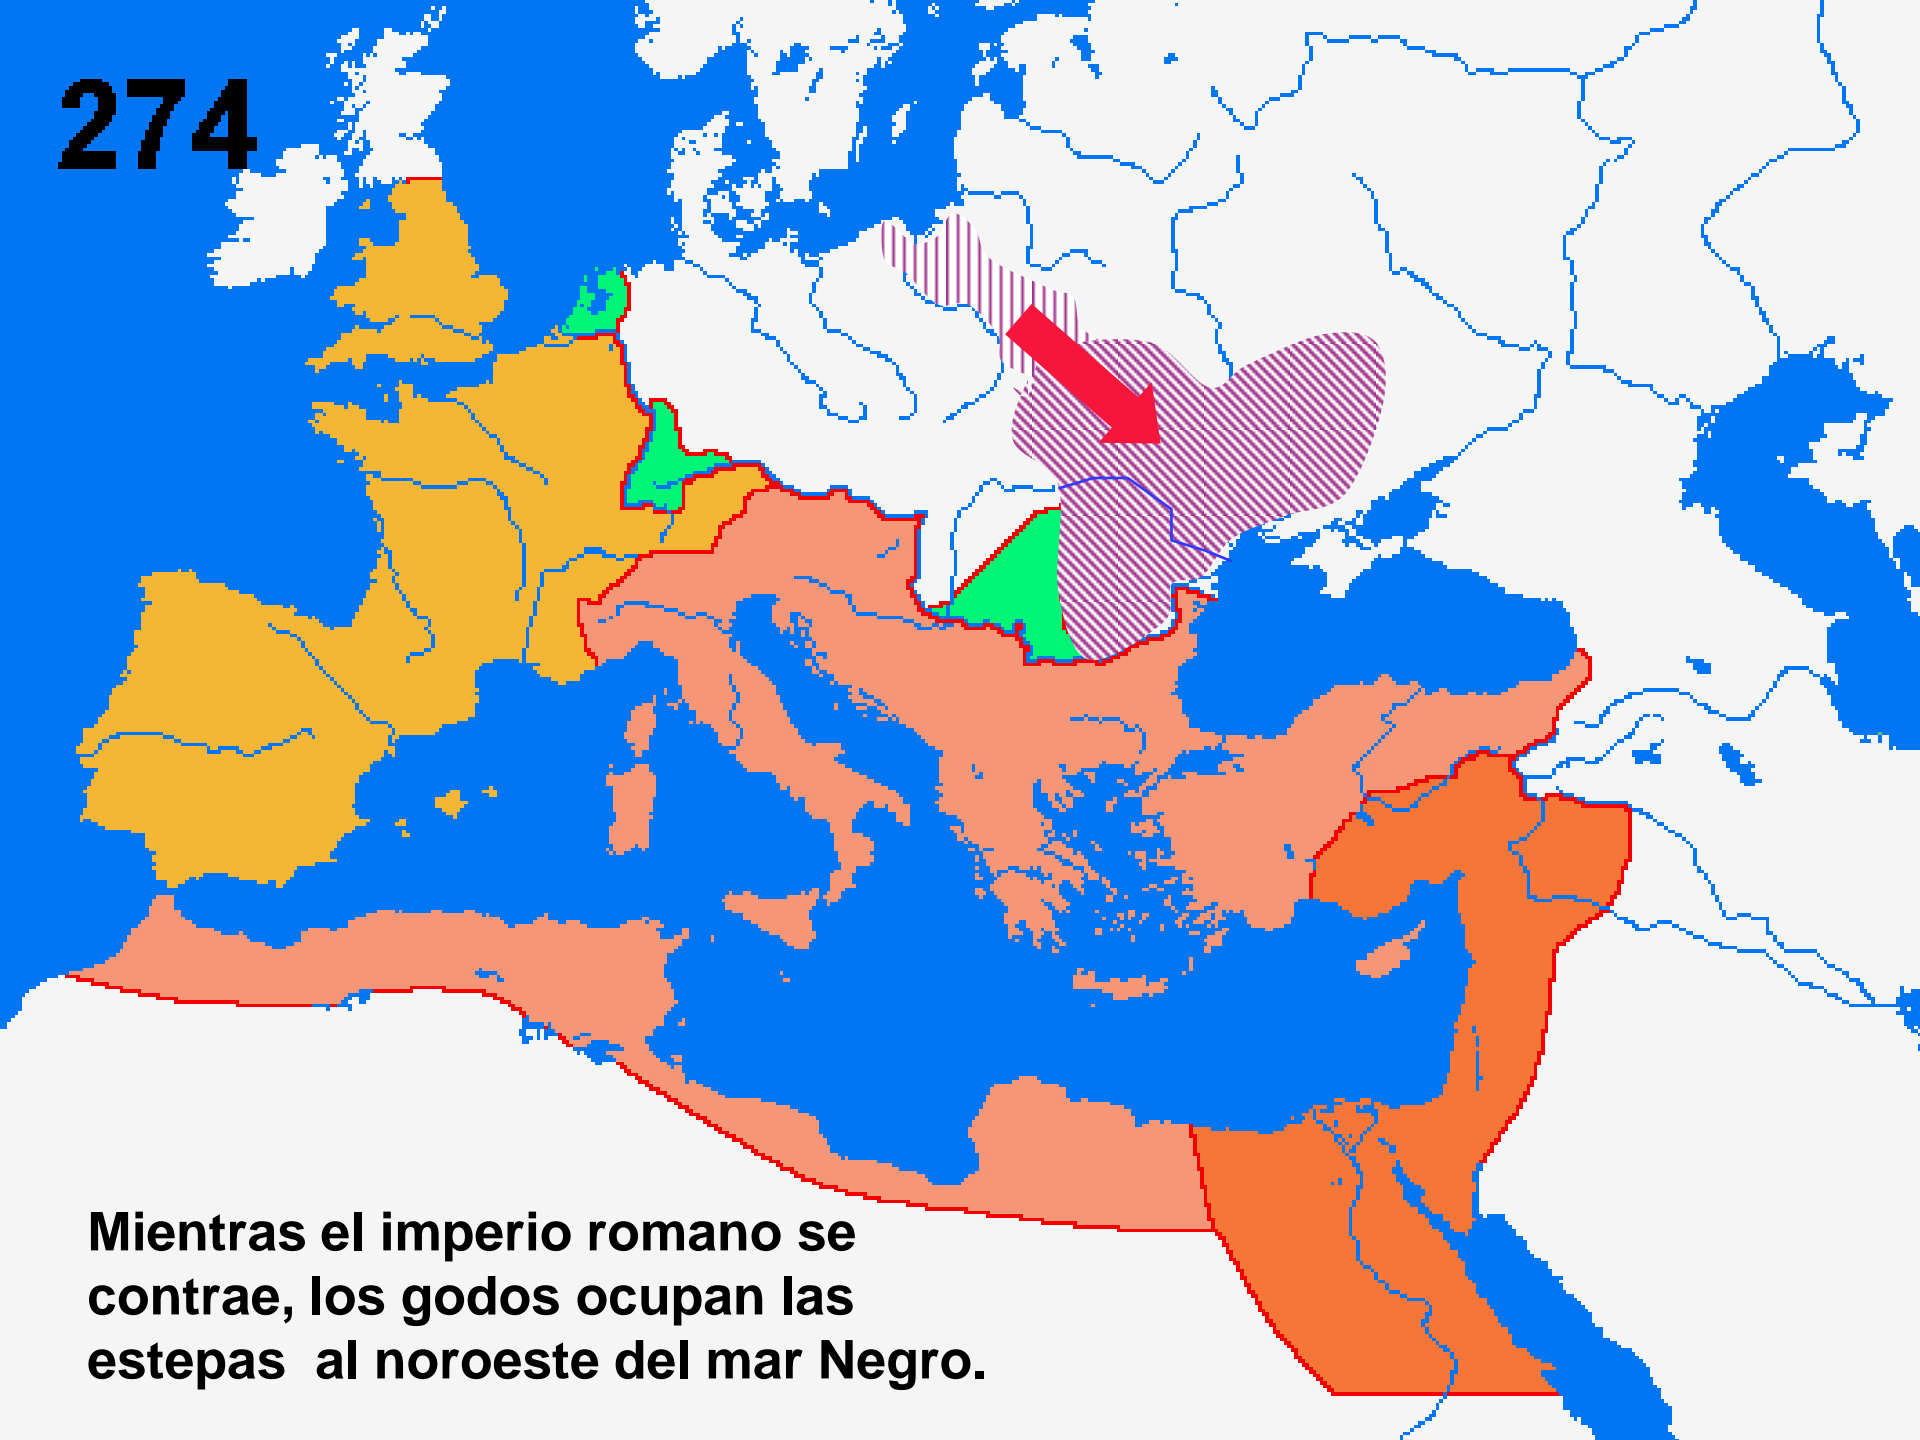 274
Mientras el imperio romano se
contrae, los godos ocupan las
estepas  al noroeste del mar Negro.